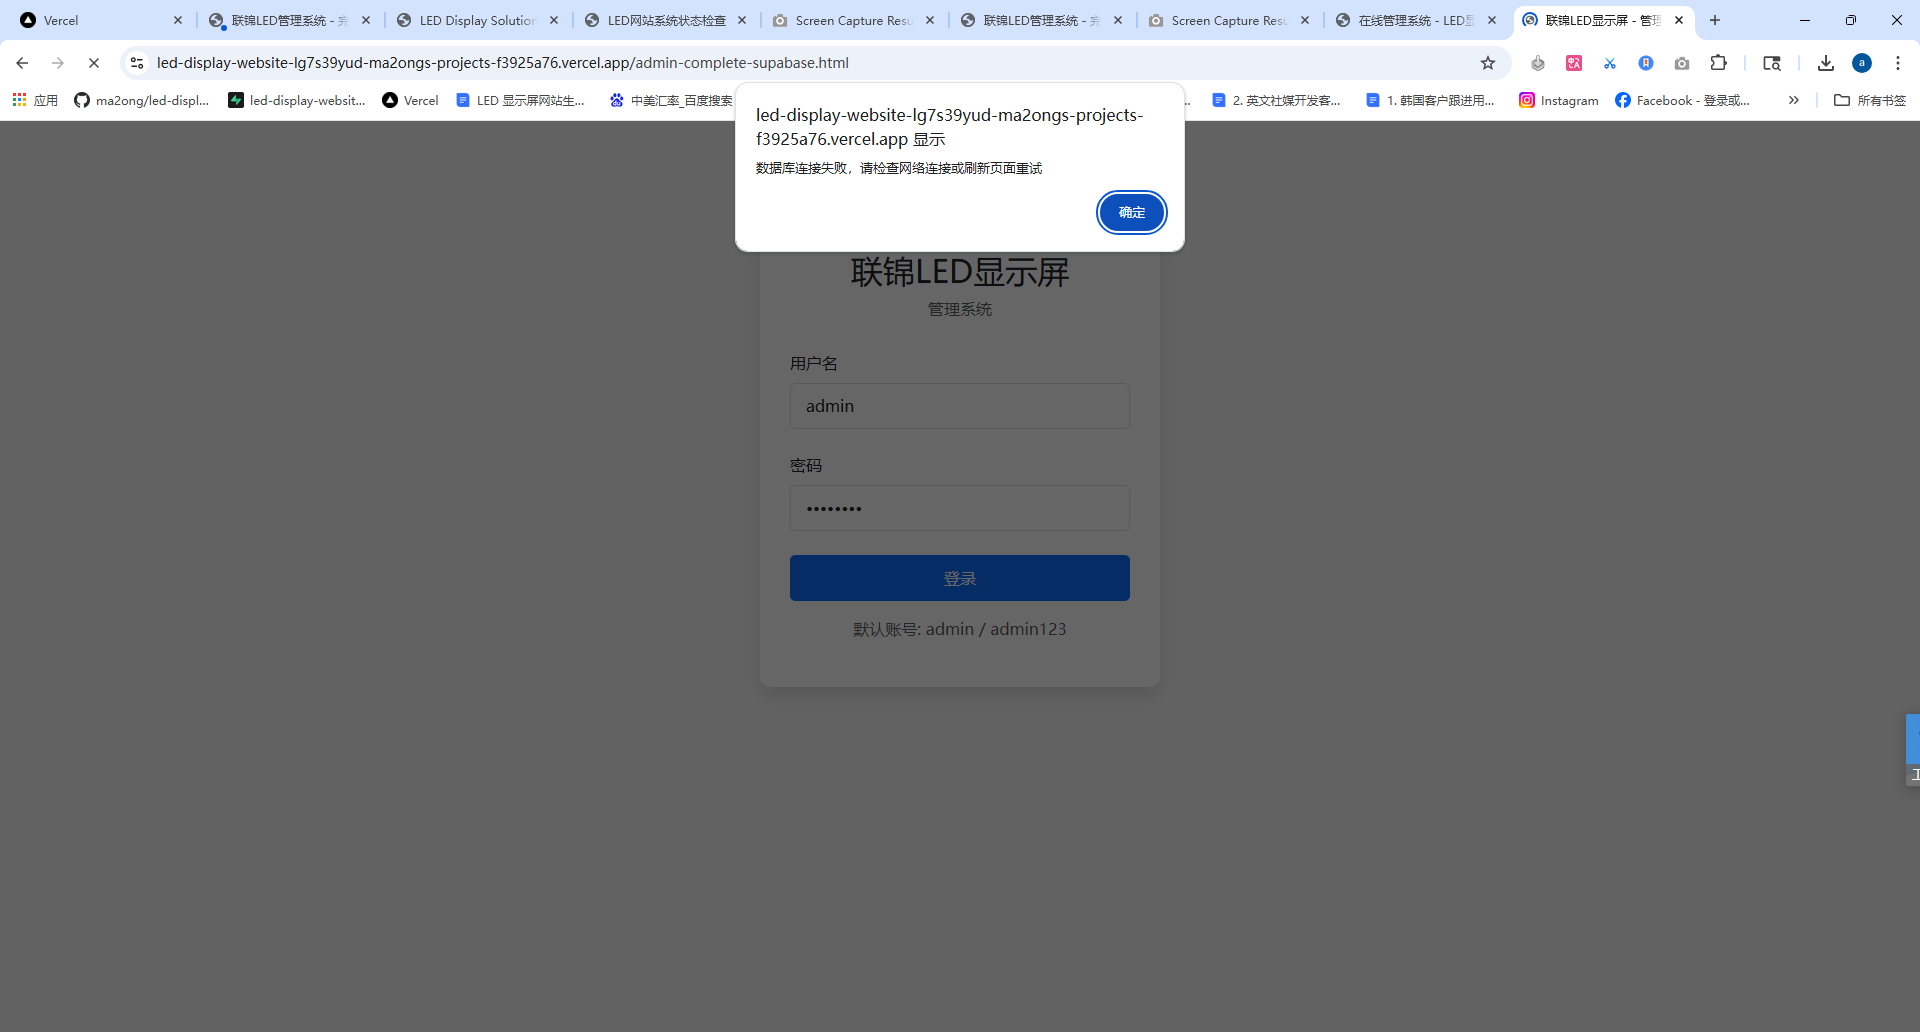 Vercel
联锦LED管理系统 - 完
LED Display Solution
LED网站系统状态检查
Screen Capture Resu
联锦LED管理系统 - 完
Screen Capture Resu
在线管理系统 - LED显
联锦LED显示屏 - 管理
led-display-website-lg7s39yud-ma2ongs-projects-f3925a76.vercel.app/admin-complete-supabase.html
a
应用
ma2ong/led-displ...
led-display-websit...
Vercel
LED 显示屏网站生...
中美汇率_百度搜索
...
2. 英文社媒开发客...
1. 韩国客户跟进用...
Instagram
Facebook - 登录或...
所有书签
led-display-website-lg7s39yud-ma2ongs-projects-
f3925a76.vercel.app 显示
数据库连接失败，请检查网络连接或刷新页面重试
确定
联锦LED显示屏
管理系统
用户名
admin
密码
••••••••
登录
默认账号: admin / admin123